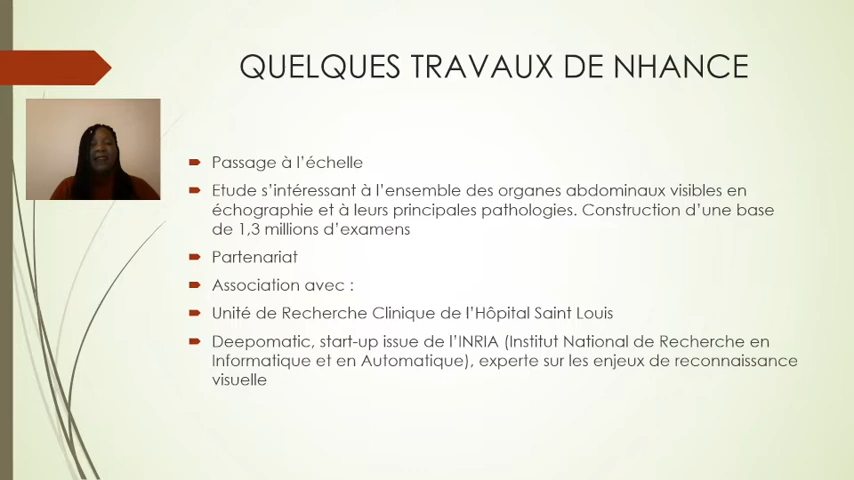 QUELQUES TRAVAUX DE NHANCE
Passage à l'échelle
Etude s'intéressant à l'ensemble des organes abdominaux visibles en
échographie et à leurs principales pathologies. Construction d'une base
de 1,3 millions d'examens
Partenariat
Association avec :
Unité de Recherche Clinique de l'Hôpital Saint Louis
Deepomatic, start-up issue de l'INRIA (Institut National de Recherche en
Informatique et en Automatique), experte sur les enjeux de reconnaissance
visuelle